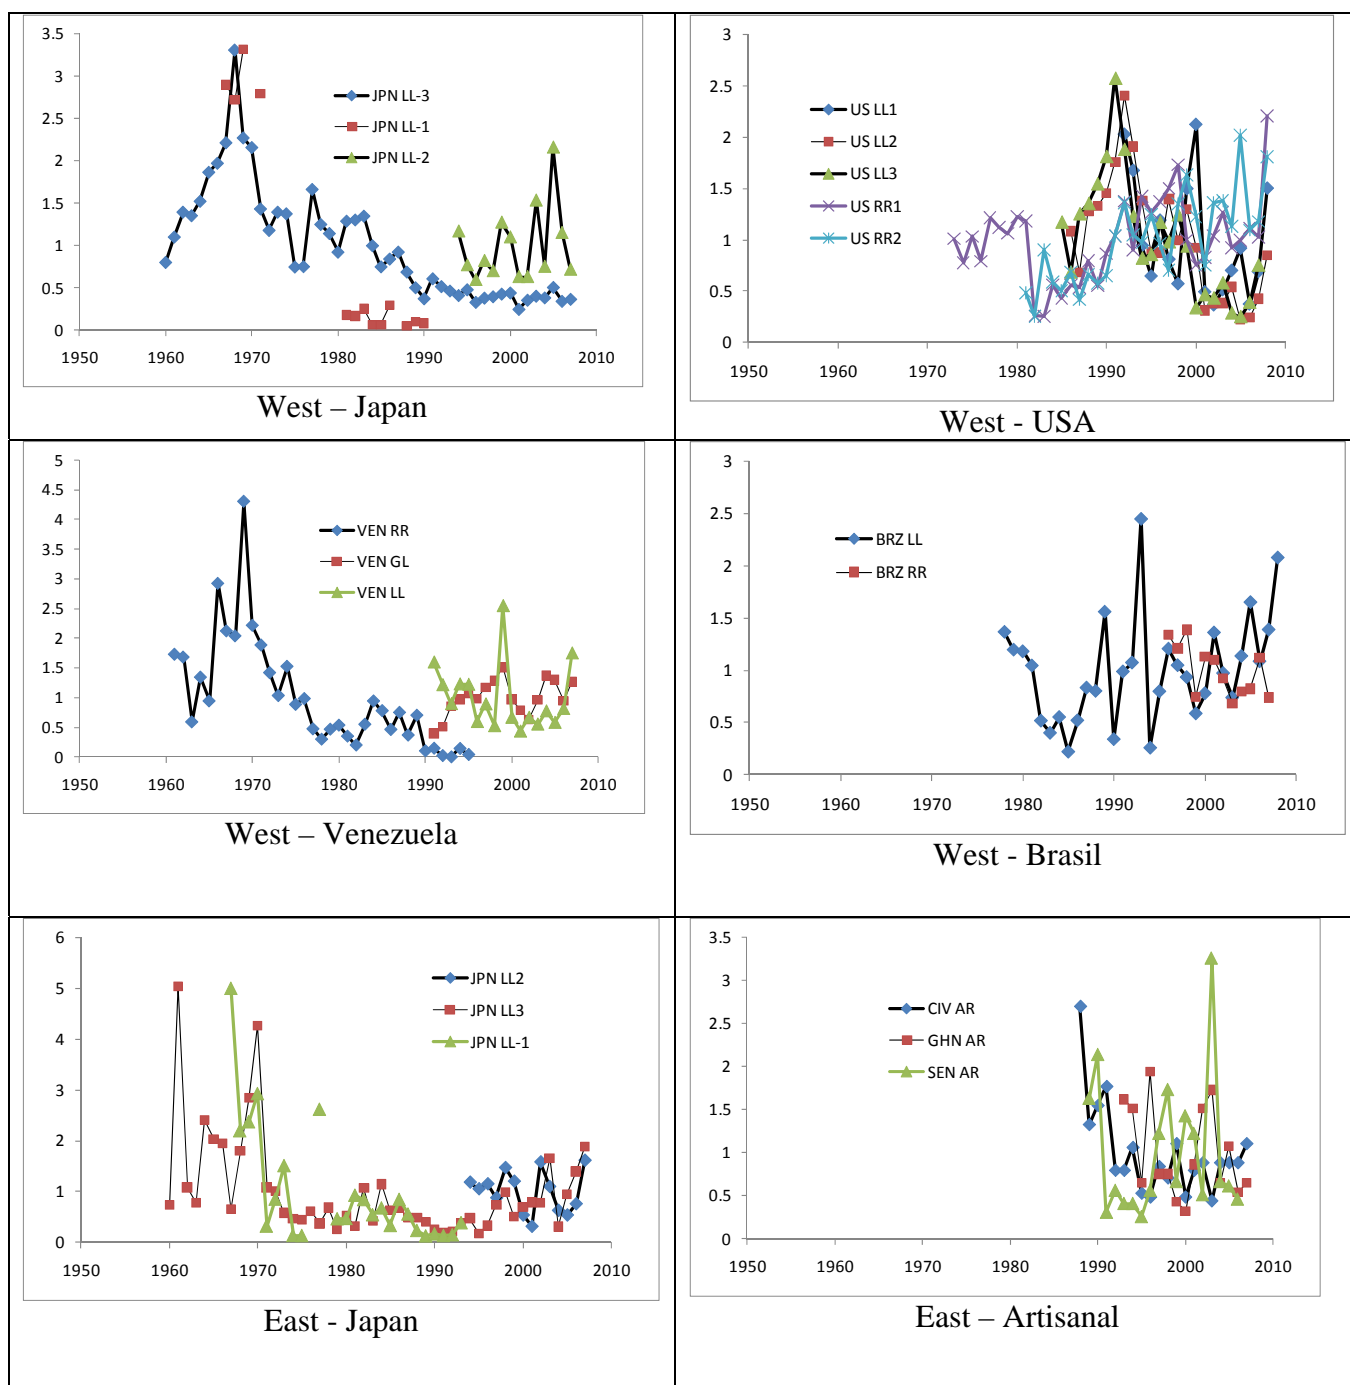 3.5
3
2.5
2
1.5
1
0.5
0
1950 1960 1970 1980 1990 2000 2010
JPN LL-3
JPN LL-1
JPN LL-2
West – Japan
3
2.5
2
1.5
1
0.5
0
1950 1960 1970 1980 1990 2000 2010
US LL1
US LL2
US LL3
US RR1
US RR2
West - USA
5
4.5
4
3.5
3
2.5
2
1.5
1
0.5
0
1950 1960 1970 1980 1990 2000 2010
VEN RR
VEN GL
VEN LL
West – Venezuela
3
2.5
2
1.5
1
0.5
0
1950 1960 1970 1980 1990 2000 2010
BRZ LL
BRZ RR
West - Brasil
6
5
4
3
2
1
0
1950 1960 1970 1980 1990 2000 2010
JPN LL2
JPN LL3
JPN LL-1
East - Japan
3.5
3
2.5
2
1.5
1
0.5
0
1950 1960 1970 1980 1990 2000 2010
CIV AR
GHN AR
SEN AR
East – Artisanal